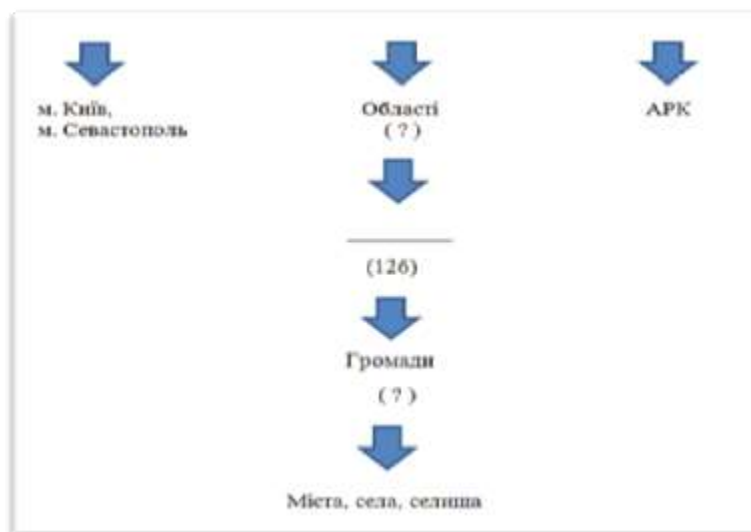 м. Київ,
м. Севастополь
Області
( ? )
АРК
(126)
Громади
( ? )
Міста, села, селища